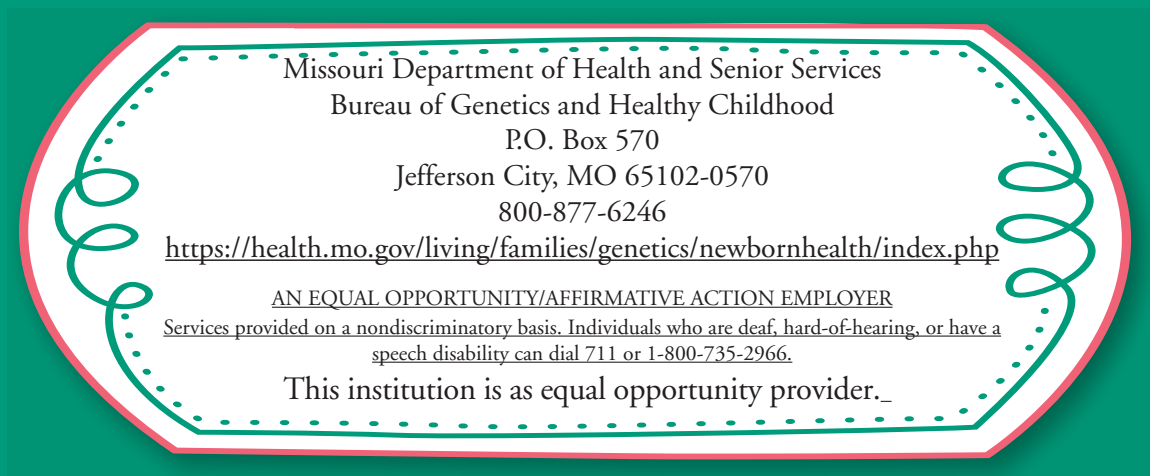 Missouri Department of Health and Senior Services
Bureau of Genetics and Healthy Childhood
P.O. Box 570
Jefferson City, MO 65102-0570
800-877-6246
https://health.mo.gov/living/families/genetics/newbornhealth/index.php
AN EQUAL OPPORTUNITY/AFFIRMATIVE ACTION EMPLOYER
Services provided on a nondiscriminatory basis. Individuals who are deaf, hard-of-hearing, or have a
speech disability can dial 711 or 1-800-735-2966.
This institution is as equal opportunity provider._